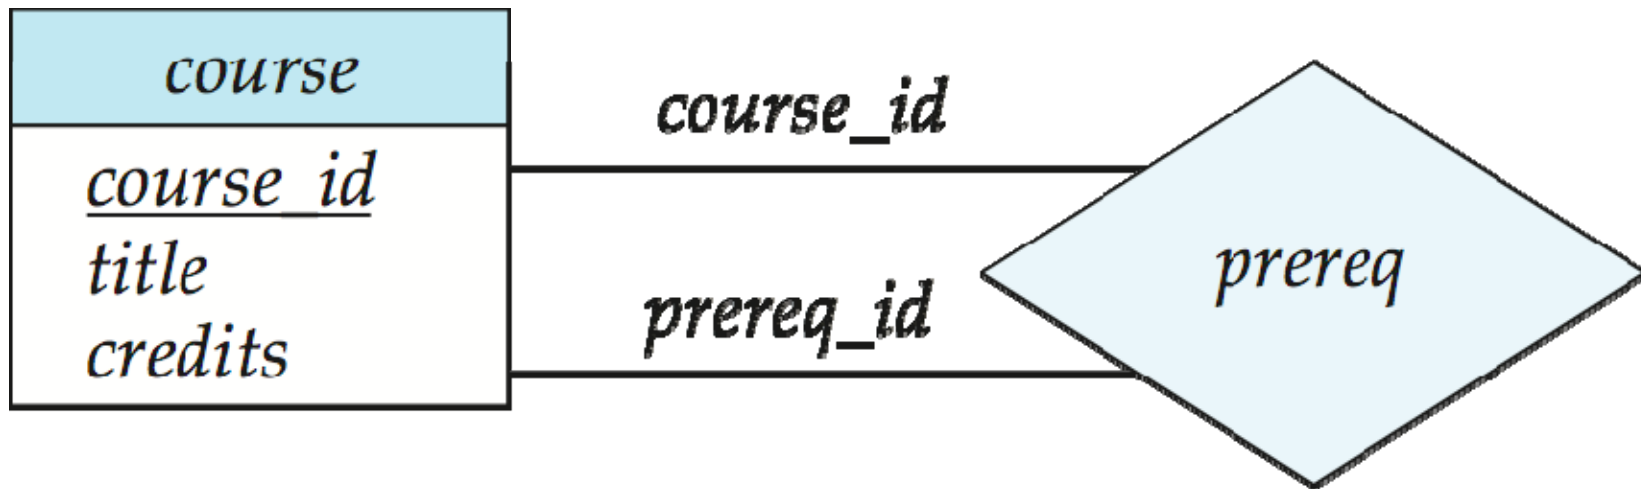 course
course_id
title
credits
course_id
prereq_id
prereq